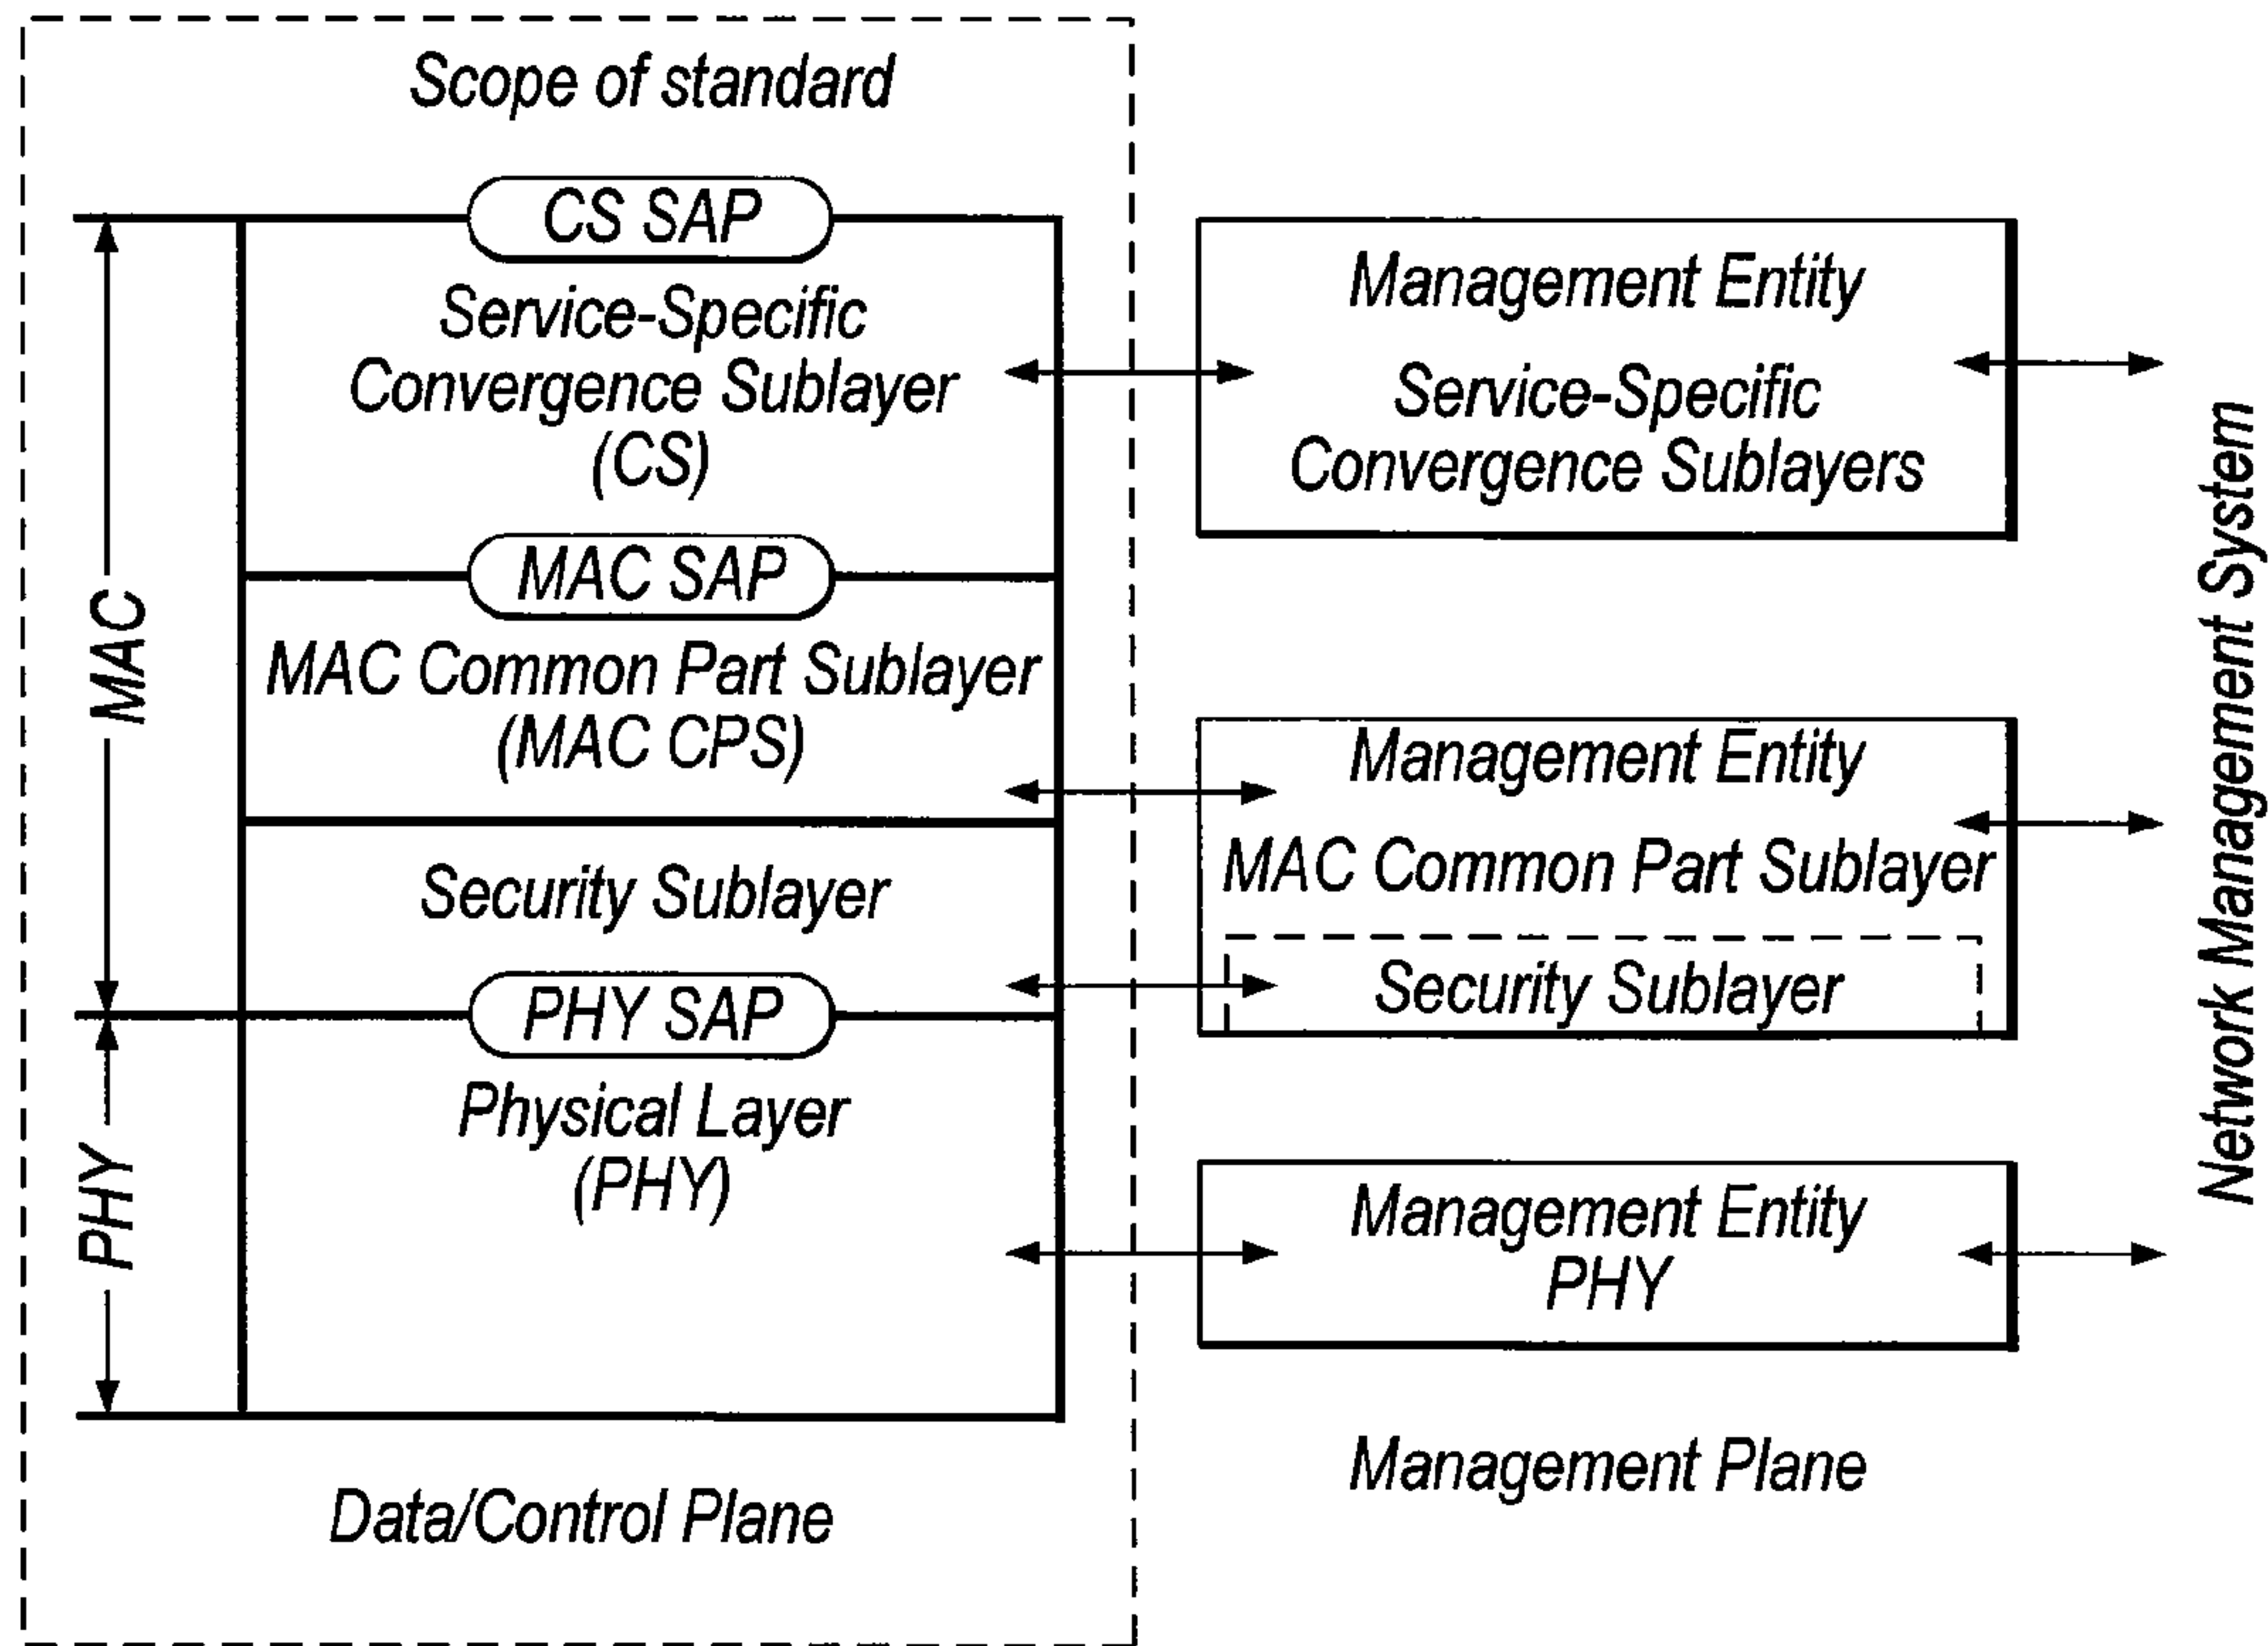 Scope of standard
CS SAP
Service-Specific
Convergence Sublayer
(CS)
MAC SAP
MAC Common Part Sublayer
(MAC CPS)
Security Sublayer
PHY SAP
Physical Layer
(PHY)
MAC
PHY
Data/Control Plane
Management Entity
Service-Specific
Convergence Sublayers
Management Entity
MAC Common Part Sublayer
Security Sublayer
Management Entity
PHY
Management Plane
Network Management System